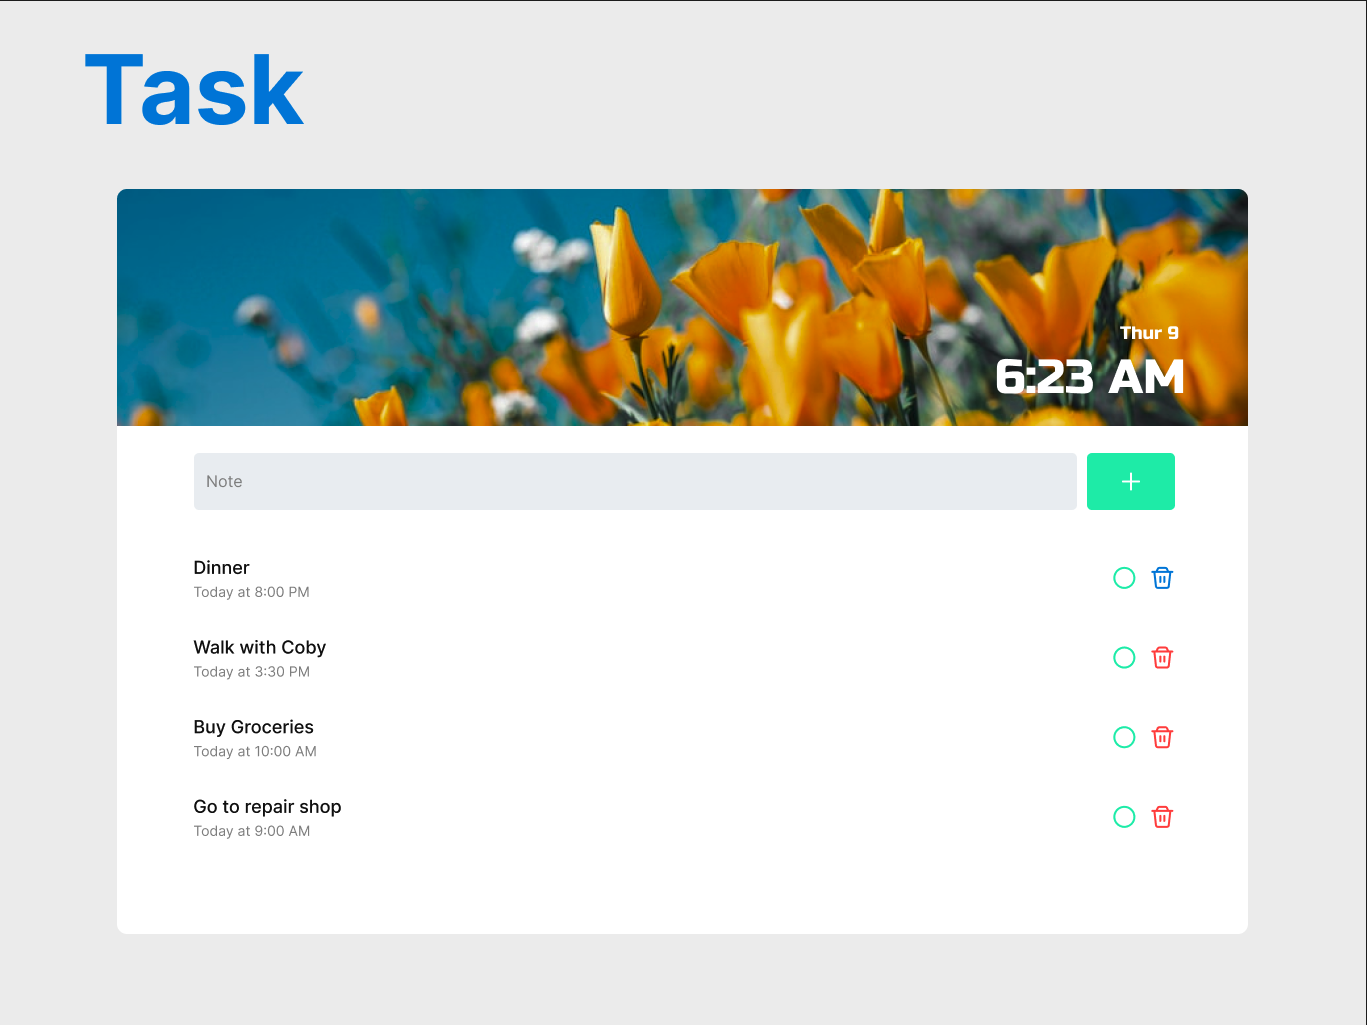 Task
Thur 9
6:23 AM
Note
Dinner
Today at 8:00 PM
Walk with Coby
Today at 3:30 PM
Buy Groceries
Today at 10:00 AM
Go to repair shop
Today at 9:00 AM